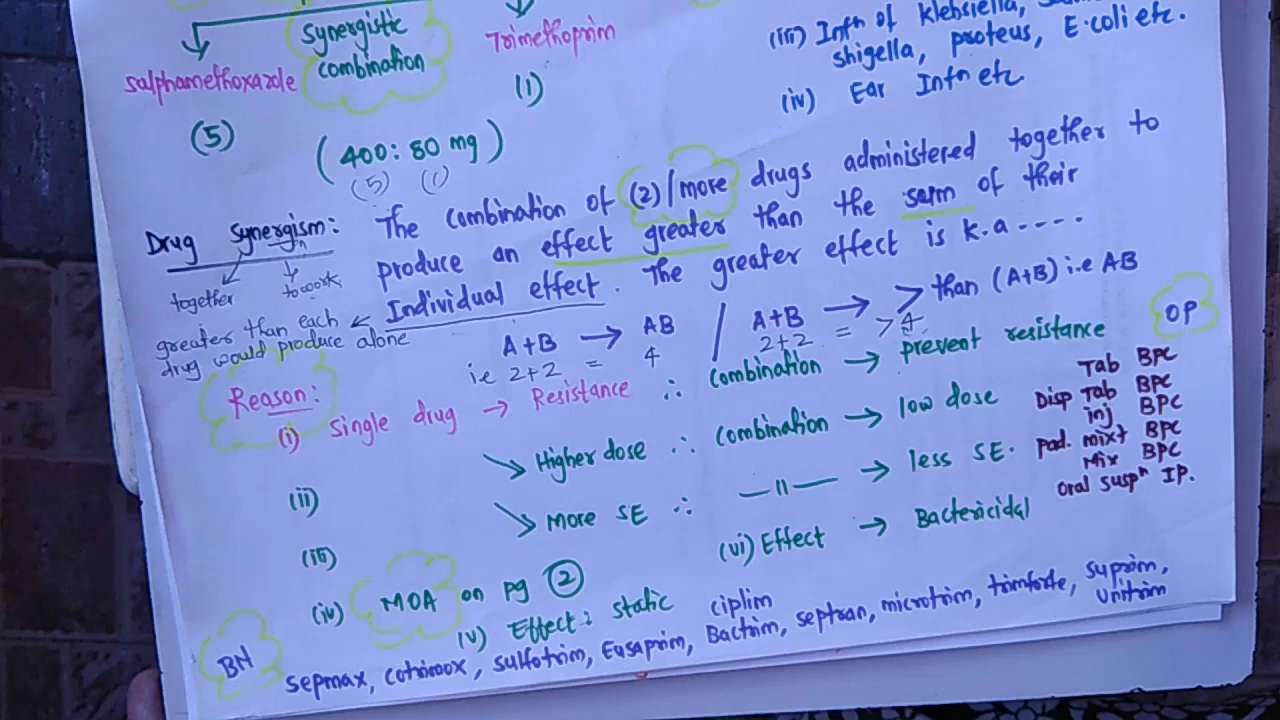 Synergistic
combination
salphamethoxazole
Trimethoprim
(5)
(1)
(400: 80 mg)
(5) (1)
(iii) Infⁿ of Klebsiella,
shigella, proteus, E.coli etc.
(iv) Ear Infⁿ etc
Drug Synergism: The combination of (2)/more drugs administered together to
produce an effect greater than the sum of their
Individual effect. The greater effect is k.a ----
together to work
greater than each
drug would produce alone
A+B → AB / A+B → > than (A+B) i.e AB
i.e 2+2 = 4 2+2 = >4
OP
Reason:
(i) Single drug → Resistance ∴ combination → prevent resistance
(ii) ↘ Higher dose ∴ combination → low dose
(iii) ↘ More SE ∴ —〃— → less SE.
(iv) MOA on pg (2)
(v) Effect: static
(vi) Effect → Bactericidal
Tab BPC
Disp Tab BPC
inj BPC
pad. mixt BPC
Mix BPC
Oral Suspⁿ IP.
BN
sepmax, cotrimox, sulfotrim, Eusaprim, Bactrim, septran, microtrim, trimforte, suprim,
ciplim
unitrim